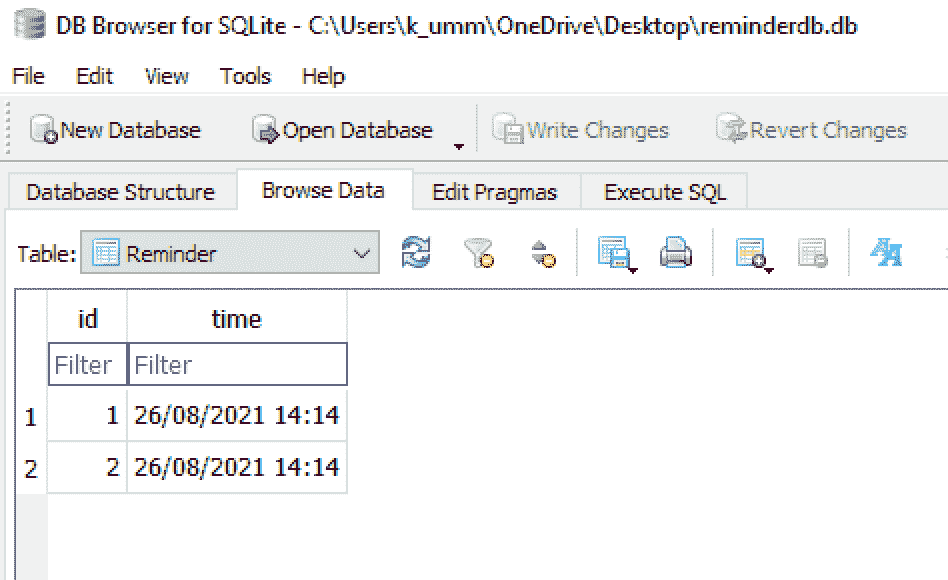 DB Browser for SQLite - C:\Users\k_umm\OneDrive\Desktop\reminderdb.db
File Edit View Tools Help
New Database Open Database Write Changes Revert Changes
Database Structure Browse Data Edit Pragmas Execute SQL
Table: Reminder
id time
Filter Filter
1 1 26/08/2021 14:14
2 2 26/08/2021 14:14